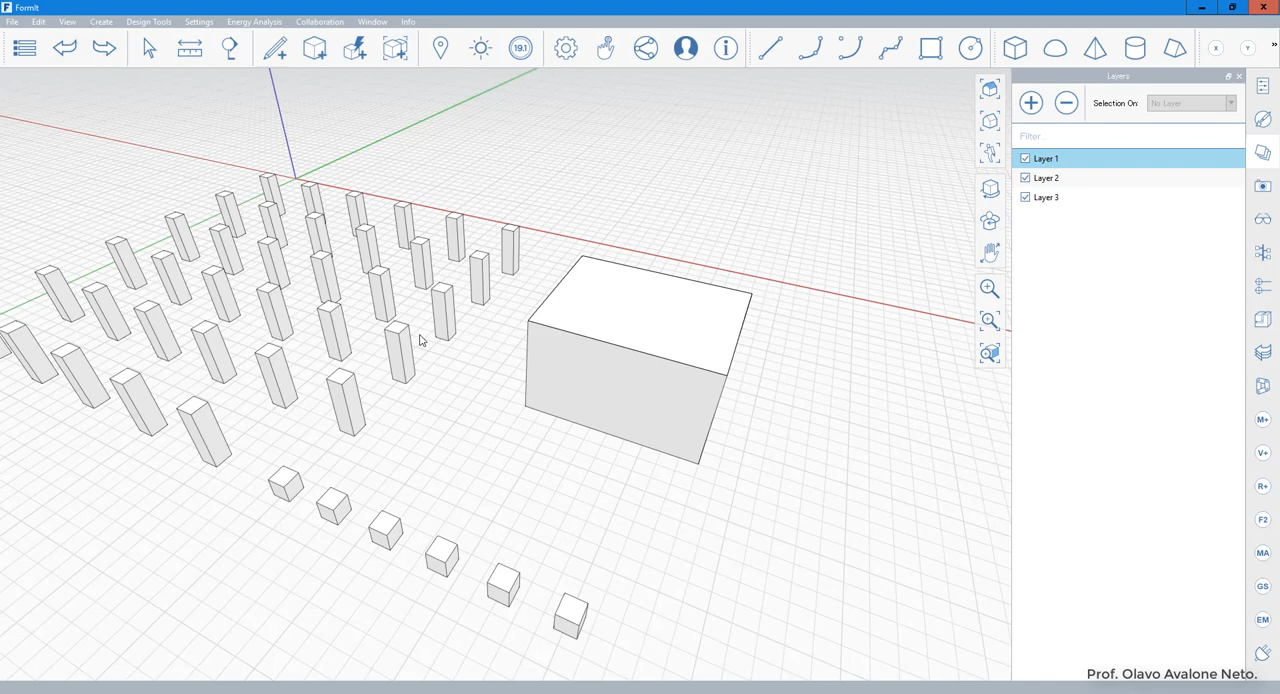 FormIt
File Edit View Create Design Tools Settings Energy Analysis Collaboration Window Info
19.1
X Y »
Layers
Selection On: No Layer
Filter...
Layer 1
Layer 2
Layer 3
M+
V+
R+
F2
MA
GS
EM
Prof. Olavo Avalone Neto.